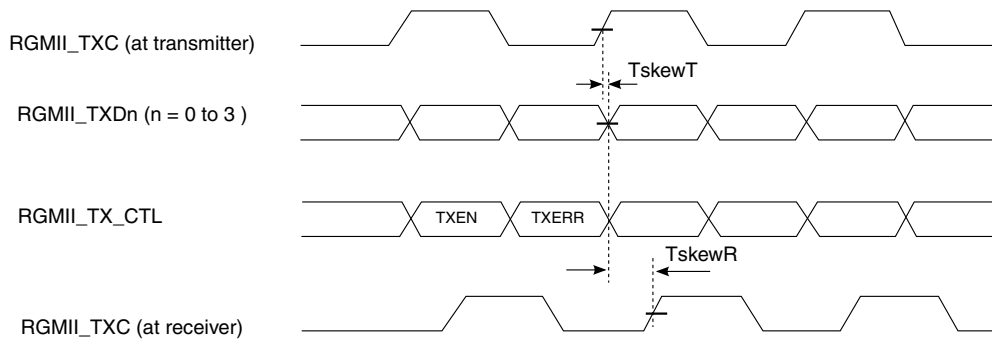 RGMII_TXC (at transmitter)
TskewT
RGMII_TXDn (n = 0 to 3 )
RGMII_TX_CTL
TXEN
TXERR
TskewR
RGMII_TXC (at receiver)